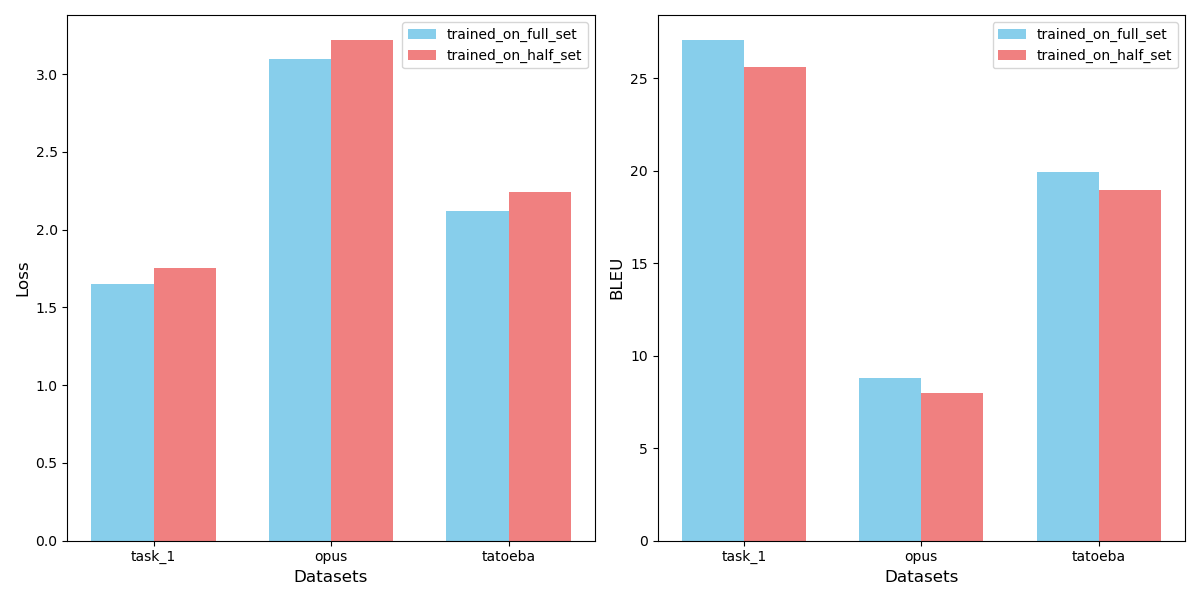 trained_on_full_set
trained_on_half_set
3.0
2.5
2.0
1.5
1.0
0.5
0.0
Loss
task_1
opus
tatoeba
Datasets
trained_on_full_set
trained_on_half_set
25
20
15
10
5
0
BLEU
task_1
opus
tatoeba
Datasets